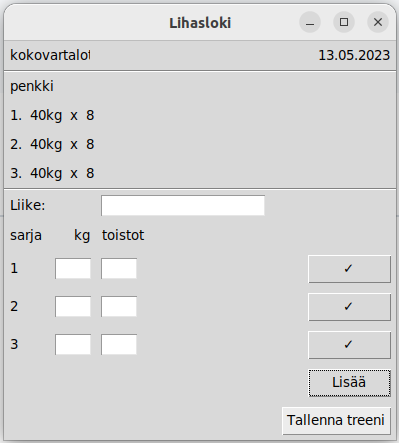 Lihasloki
kokovartalot 13.05.2023
penkki
1. 40kg x 8
2. 40kg x 8
3. 40kg x 8
Liike:
sarja kg toistot
1 ✓
2 ✓
3 ✓
Lisää
Tallenna treeni